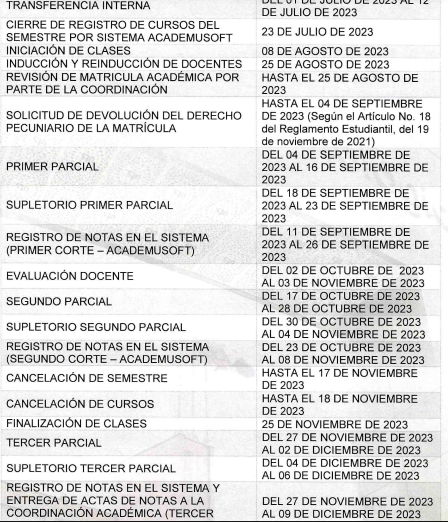 TRANSFERENCIA INTERNA
DEL 01 DE JULIO DE 2023 AL 12
DE JULIO DE 2023
CIERRE DE REGISTRO DE CURSOS DEL
SEMESTRE POR SISTEMA ACADEMUSOFT
23 DE JULIO DE 2023
INICIACIÓN DE CLASES
08 DE AGOSTO DE 2023
INDUCCIÓN Y REINDUCCIÓN DE DOCENTES
25 DE AGOSTO DE 2023
REVISIÓN DE MATRICULA ACADÉMICA POR
PARTE DE LA COORDINACIÓN
HASTA EL 25 DE AGOSTO DE
2023
SOLICITUD DE DEVOLUCIÓN DEL DERECHO
PECUNIARIO DE LA MATRÍCULA
HASTA EL 04 DE SEPTIEMBRE
DE 2023 (Según el Artículo No. 18
del Reglamento Estudiantil, del 19
de noviembre de 2021)
PRIMER PARCIAL
DEL 04 DE SEPTIEMBRE DE
2023 AL 16 DE SEPTIEMBRE DE
2023
SUPLETORIO PRIMER PARCIAL
DEL 18 DE SEPTIEMBRE DE
2023 AL 23 DE SEPTIEMBRE DE
2023
REGISTRO DE NOTAS EN EL SISTEMA
(PRIMER CORTE – ACADEMUSOFT)
DEL 11 DE SEPTIEMBRE DE
2023 AL 26 DE SEPTIEMBRE DE
2023
EVALUACIÓN DOCENTE
DEL 02 DE OCTUBRE DE 2023
AL 03 DE NOVIEMBRE DE 2023
SEGUNDO PARCIAL
DEL 17 DE OCTUBRE DE 2023
AL 28 DE OCTUBRE DE 2023
SUPLETORIO SEGUNDO PARCIAL
DEL 30 DE OCTUBRE DE 2023
AL 04 DE NOVIEMBRE DE 2023
REGISTRO DE NOTAS EN EL SISTEMA
(SEGUNDO CORTE – ACADEMUSOFT)
DEL 23 DE OCTUBRE DE 2023
AL 08 DE NOVIEMBRE DE 2023
CANCELACIÓN DE SEMESTRE
HASTA EL 17 DE NOVIEMBRE
DE 2023
CANCELACIÓN DE CURSOS
HASTA EL 18 DE NOVIEMBRE
DE 2023
FINALIZACIÓN DE CLASES
25 DE NOVIEMBRE DE 2023
TERCER PARCIAL
DEL 27 DE NOVIEMBRE DE 2023
AL 02 DE DICIEMBRE DE 2023
SUPLETORIO TERCER PARCIAL
DEL 04 DE DICIEMBRE DE 2023
AL 06 DE DICIEMBRE DE 2023
REGISTRO DE NOTAS EN EL SISTEMA Y
ENTREGA DE ACTAS DE NOTAS A LA
COORDINACIÓN ACADÉMICA (TERCER
DEL 27 DE NOVIEMBRE DE 2023
AL 09 DE DICIEMBRE DE 2023